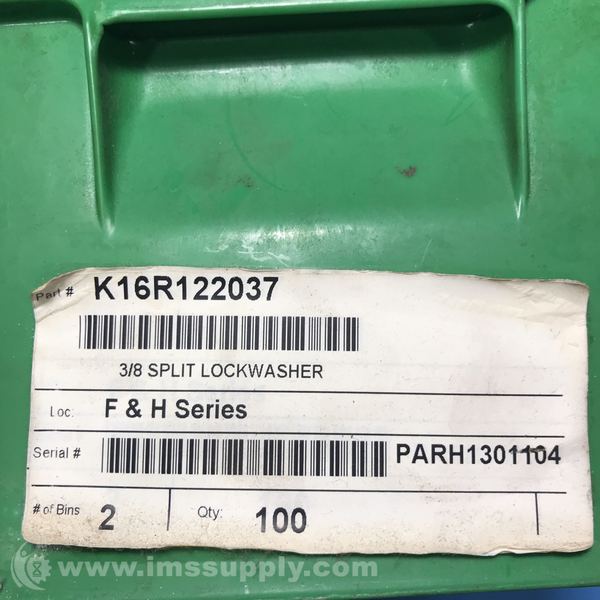 Part # K16R122037
3/8 SPLIT LOCKWASHER
Loc: F & H Series
Serial # PARH1301104
# of Bins 2 Qty: 100
www.imssupply.com